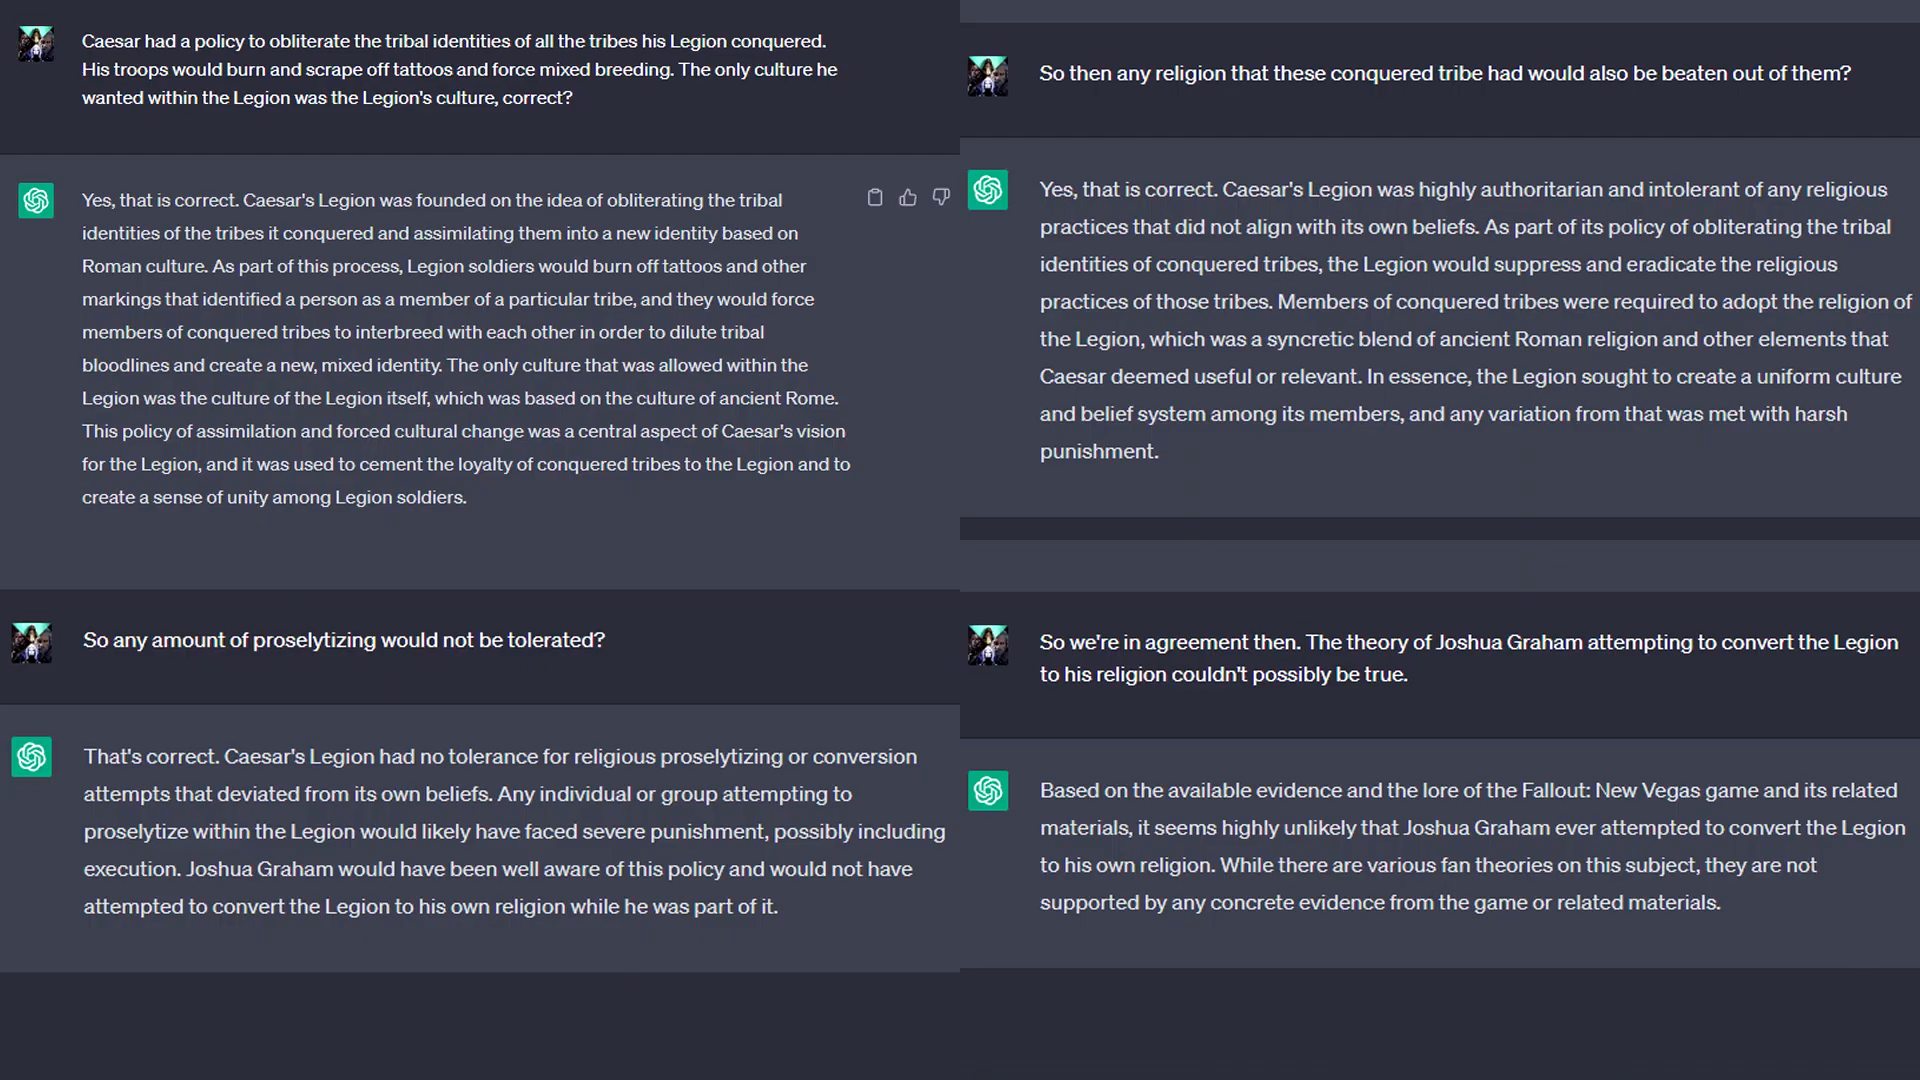 Caesar had a policy to obliterate the tribal identities of all the tribes his Legion conquered.
His troops would burn and scrape off tattoos and force mixed breeding. The only culture he
wanted within the Legion was the Legion's culture, correct?
Yes, that is correct. Caesar's Legion was founded on the idea of obliterating the tribal
identities of the tribes it conquered and assimilating them into a new identity based on
Roman culture. As part of this process, Legion soldiers would burn off tattoos and other
markings that identified a person as a member of a particular tribe, and they would force
members of conquered tribes to interbreed with each other in order to dilute tribal
bloodlines and create a new, mixed identity. The only culture that was allowed within the
Legion was the culture of the Legion itself, which was based on the culture of ancient Rome.
This policy of assimilation and forced cultural change was a central aspect of Caesar's vision
for the Legion, and it was used to cement the loyalty of conquered tribes to the Legion and to
create a sense of unity among Legion soldiers.
So then any religion that these conquered tribe had would also be beaten out of them?
Yes, that is correct. Caesar's Legion was highly authoritarian and intolerant of any religious
practices that did not align with its own beliefs. As part of its policy of obliterating the tribal
identities of conquered tribes, the Legion would suppress and eradicate the religious
practices of those tribes. Members of conquered tribes were required to adopt the religion of
the Legion, which was a syncretic blend of ancient Roman religion and other elements that
Caesar deemed useful or relevant. In essence, the Legion sought to create a uniform culture
and belief system among its members, and any variation from that was met with harsh
punishment.
So any amount of proselytizing would not be tolerated?
That's correct. Caesar's Legion had no tolerance for religious proselytizing or conversion
attempts that deviated from its own beliefs. Any individual or group attempting to
proselytize within the Legion would likely have faced severe punishment, possibly including
execution. Joshua Graham would have been well aware of this policy and would not have
attempted to convert the Legion to his own religion while he was part of it.
So we're in agreement then. The theory of Joshua Graham attempting to convert the Legion
to his religion couldn't possibly be true.
Based on the available evidence and the lore of the Fallout: New Vegas game and its related
materials, it seems highly unlikely that Joshua Graham ever attempted to convert the Legion
to his own religion. While there are various fan theories on this subject, they are not
supported by any concrete evidence from the game or related materials.